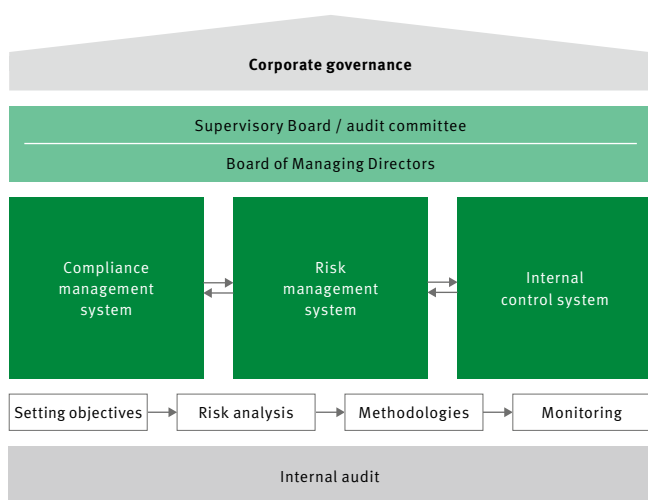 Corporate governance
Supervisory Board / audit committee
Board of Managing Directors
Compliance
management
system
Risk
management
system
Internal
control system
Setting objectives
Risk analysis
Methodologies
Monitoring
Internal audit